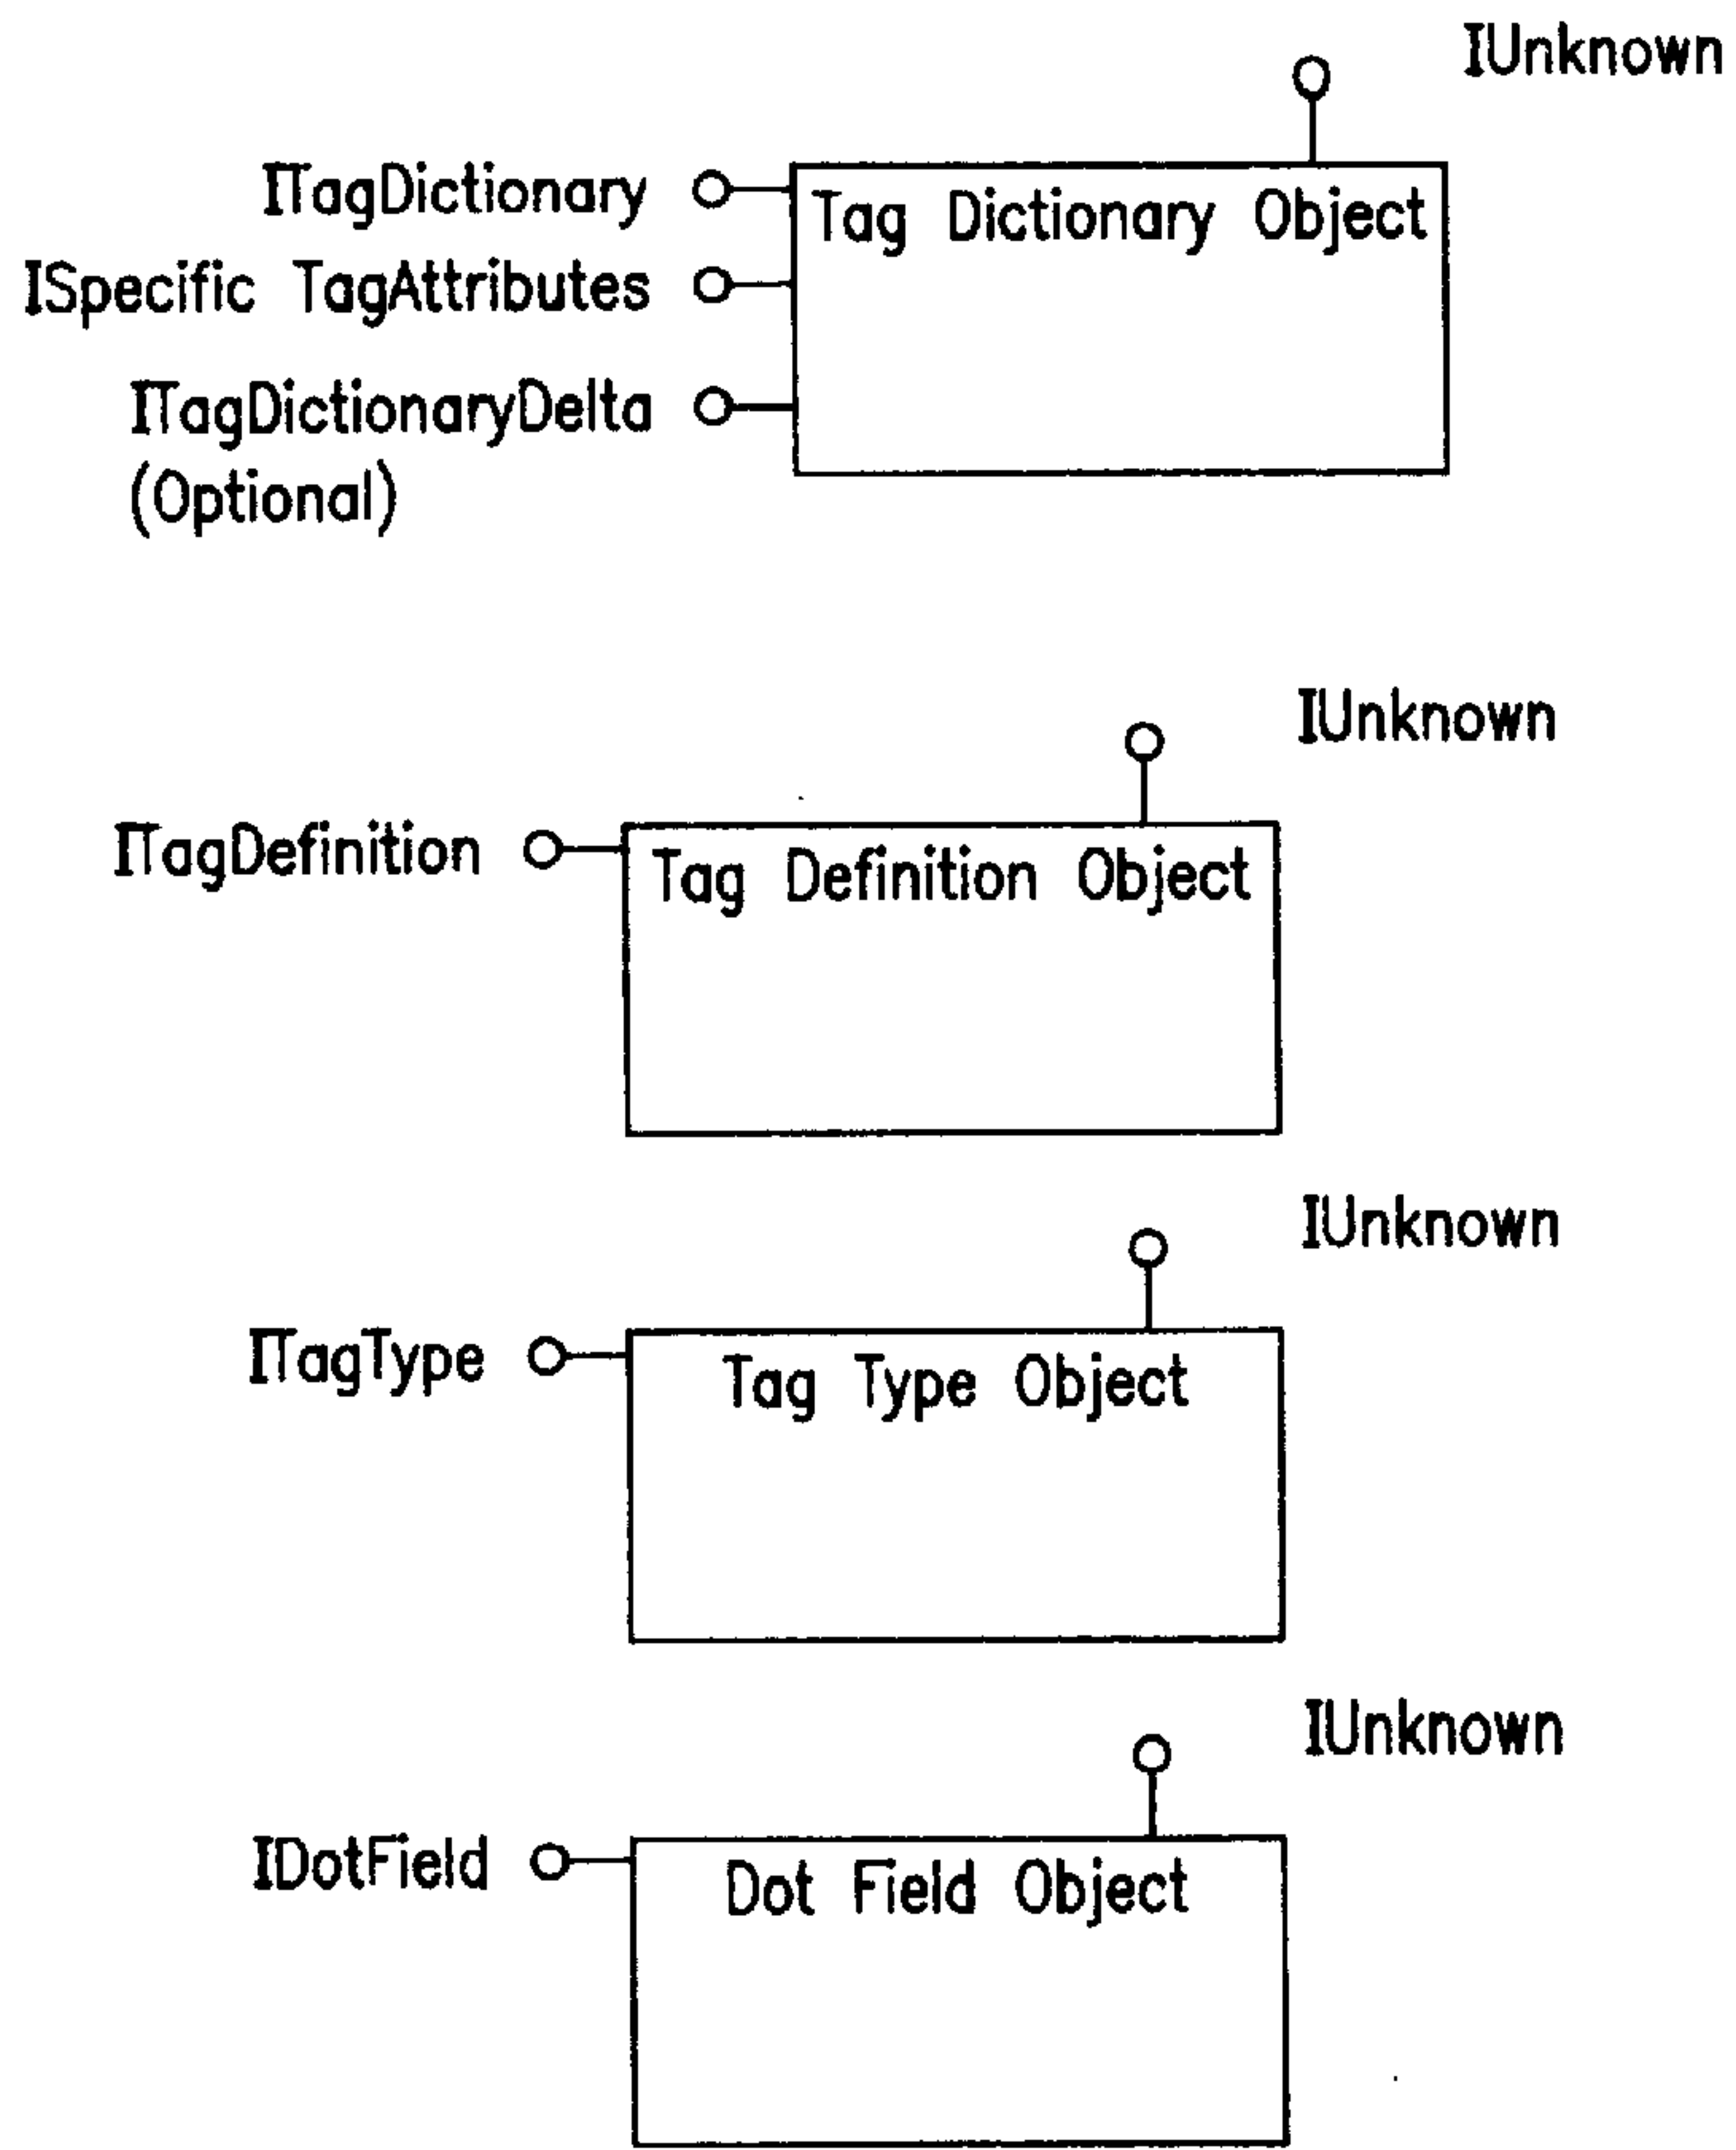 IUnknown
ITagDictionary
Tag Dictionary Object
ISpecific TagAttributes
ITagDictionaryDelta
(Optional)
IUnknown
ITagDefinition
Tag Definition Object
IUnknown
ITagType
Tag Type Object
IUnknown
IDotField
Dot Field Object